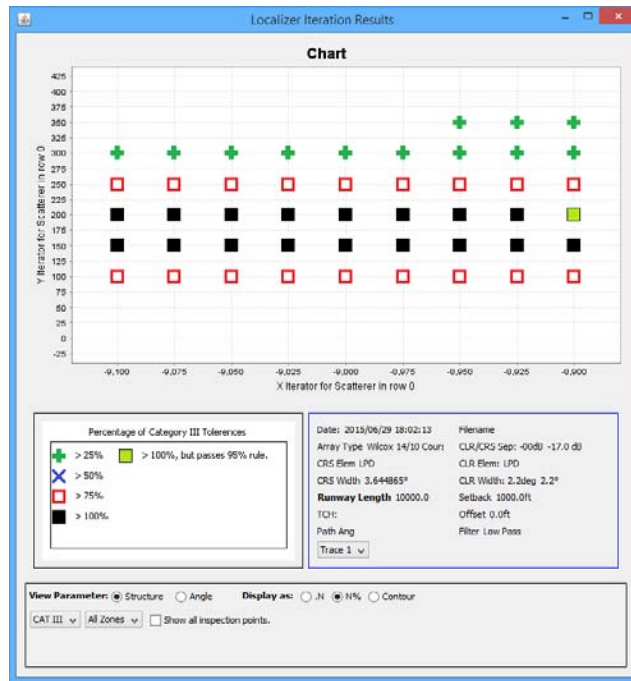 Localizer Iteration Results
Chart
425
400
375
350
325
300
250
225
200
175
150
125
100
75
50
25
0
-25
Y Iterator for Scatterer in row 0
-9,100 -9,075 -9,050 -9,025 -9,000 -8,975 -8,950 -8,925 -8,900
X Iterator for Scatterer in row 0
Percentage of Category III Tolerences
> 25% > 100%, but passes 95% rule.
> 50%
> 75%
> 100%
Date: 2015/06/29 18:02:13 Filename
Array Type Wilcox 14/10 Cour: CLR/CRS Sep: -00dB -17.0 dB
CRS Elem LPD CLR Elem: LPD
CRS Width 3.644865° CLR Width: 2.2deg 2.2°
Runway Length 10000.0 Setback 1000.0ft
TCH: Offset 0.0ft
Path Ang Filter Low Pass
Trace 1
View Parameter: Structure Angle Display as: .N N% Contour
CAT III All Zones Show all inspection points.